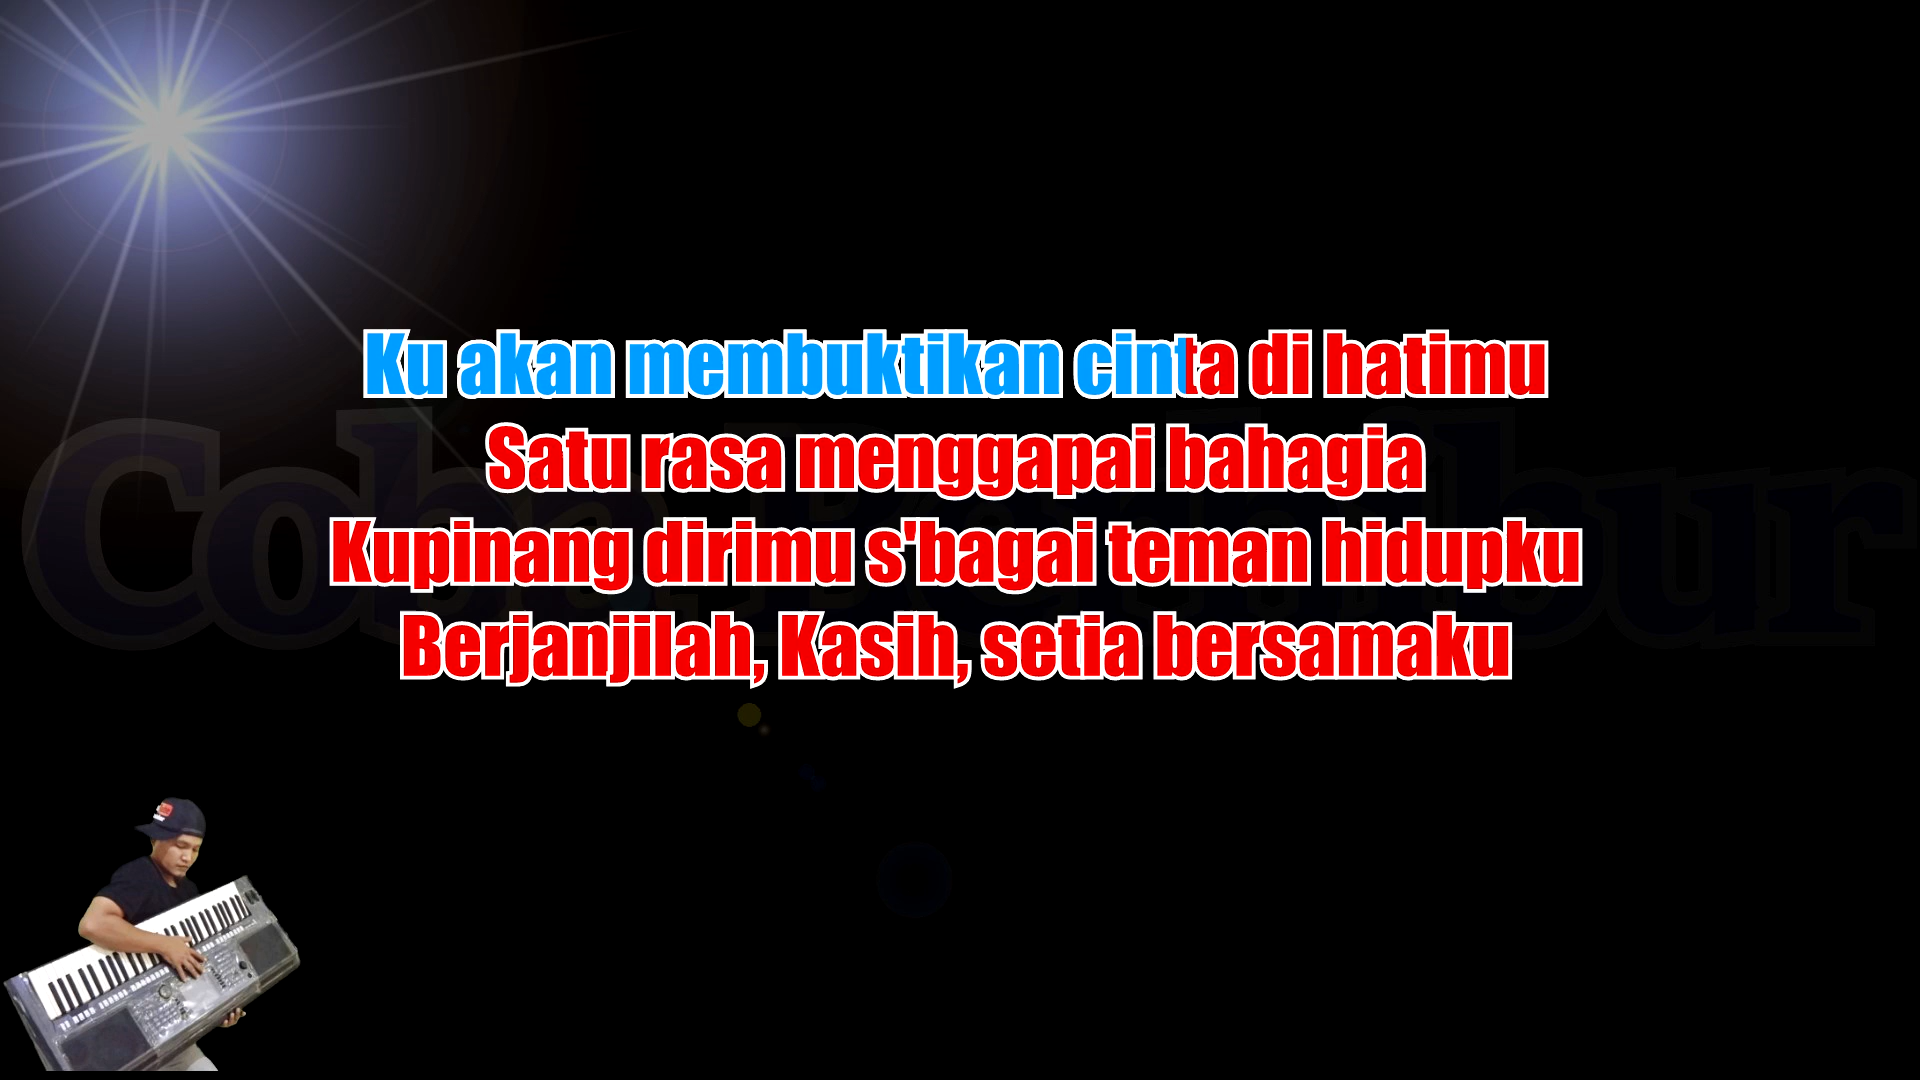 Ku akan membuktikan cinta di hatimu
Satu rasa menggapai bahagia
Kupinang dirimu s'bagai teman hidupku
Berjanjilah, Kasih, setia bersamaku